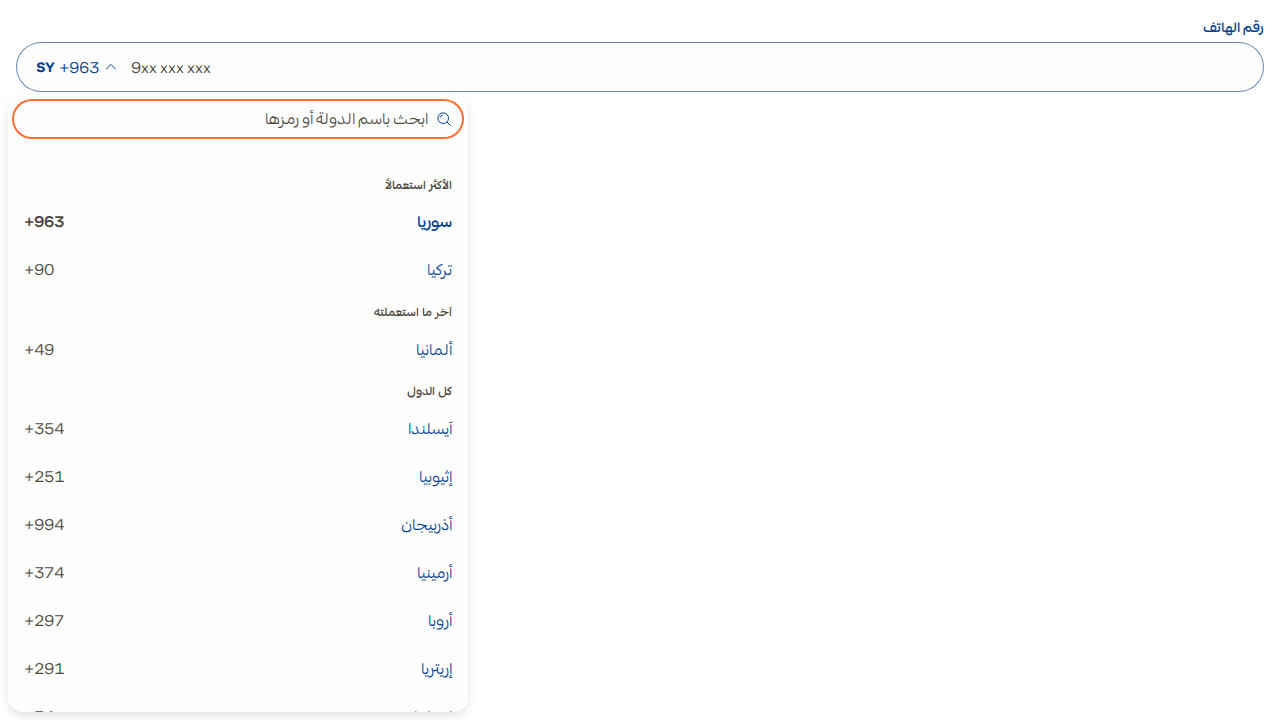 رقم الهاتف
SY +963 9xx xxx xxx
ابحث باسم الدولة أو رمزها
الأكثر استعمالاً
سوريا +963
تركيا +90
آخر ما استعملته
ألمانيا +49
كل الدول
آيسلندا +354
إثيوبيا +251
أذربيجان +994
أرمينيا +374
أروبا +297
إريتريا +291